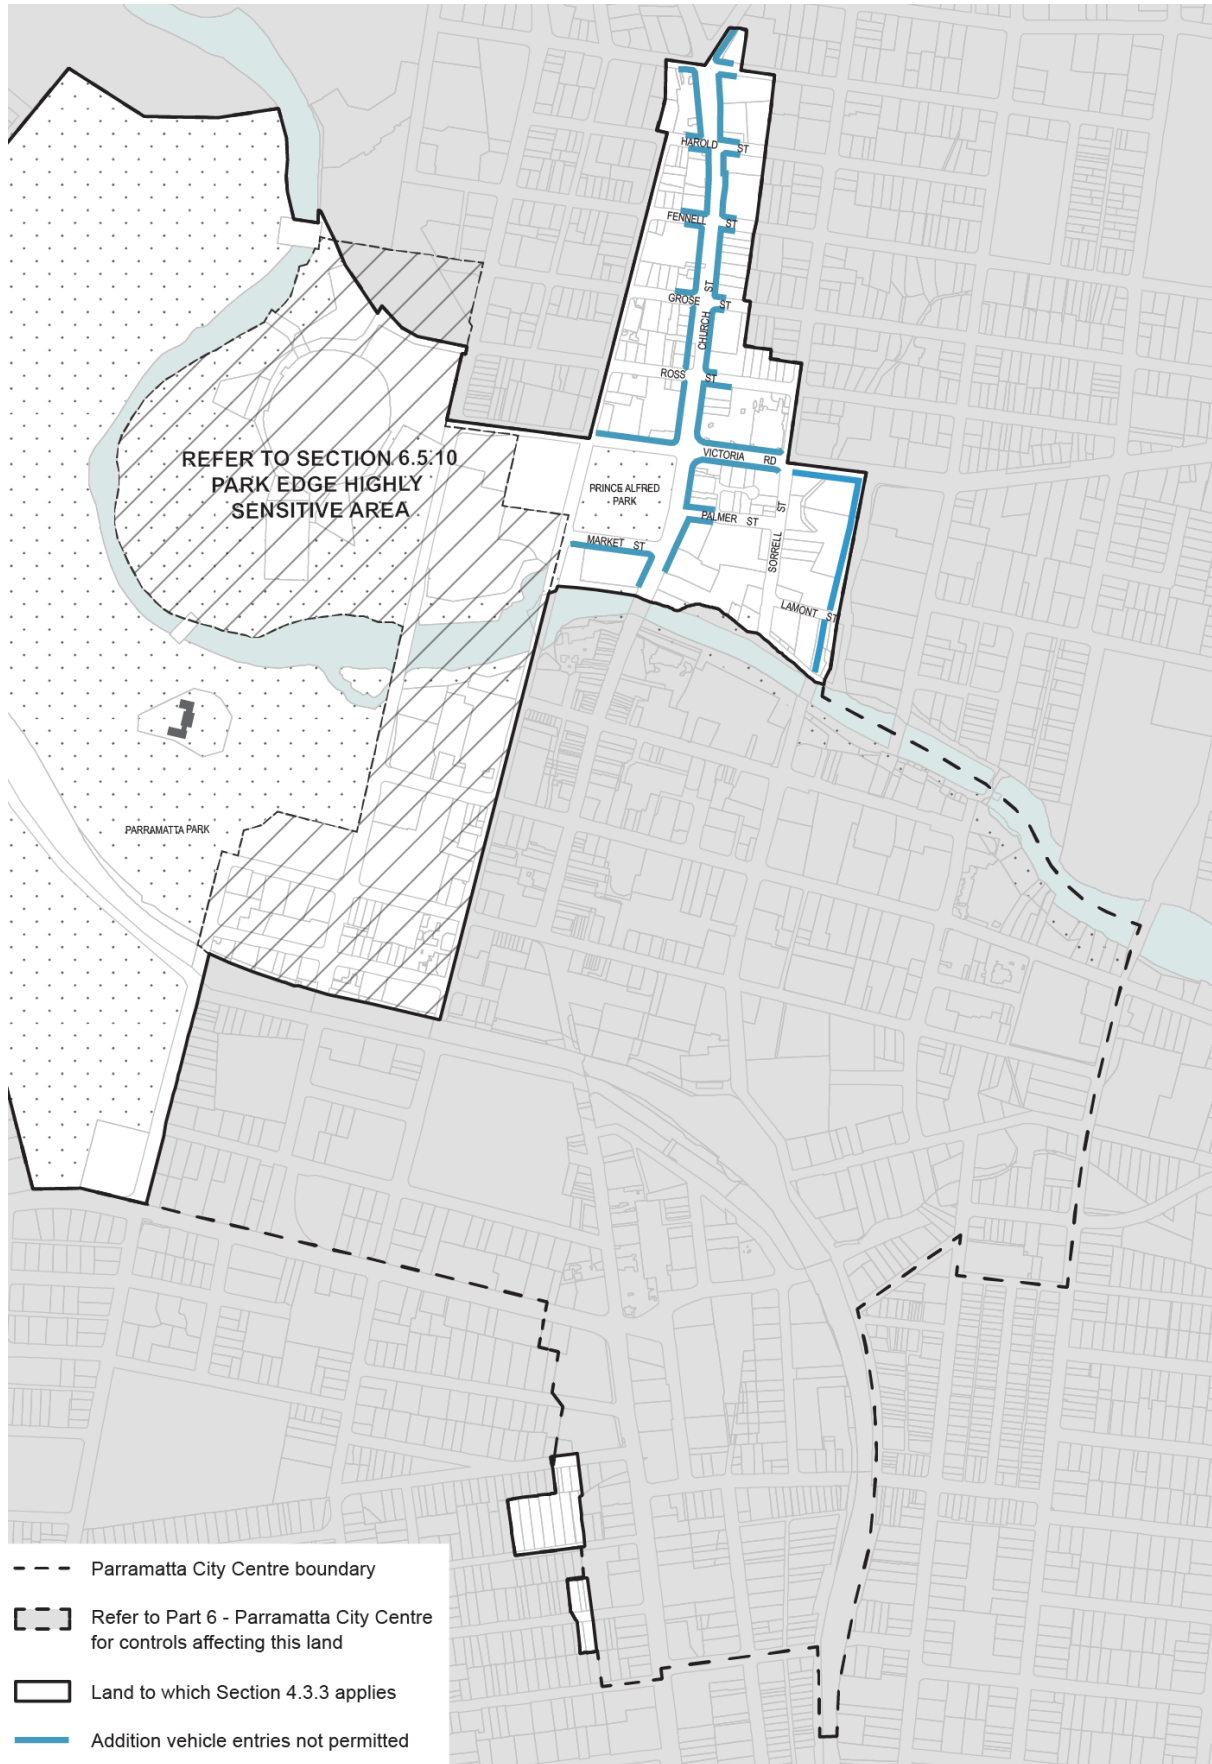 HAROLD ST
FENNELL ST
GROSE ST
CHURCH ST
ROSS ST
VICTORIA RD
REFER TO SECTION 6.5.10
PARK EDGE HIGHLY
SENSITIVE AREA
PRINCE ALFRED
PARK
PALMER ST
SORRELL ST
MARKET ST
LAMONT ST
PARRAMATTA PARK
Parramatta City Centre boundary
Refer to Part 6 - Parramatta City Centre
for controls affecting this land
Land to which Section 4.3.3 applies
Addition vehicle entries not permitted